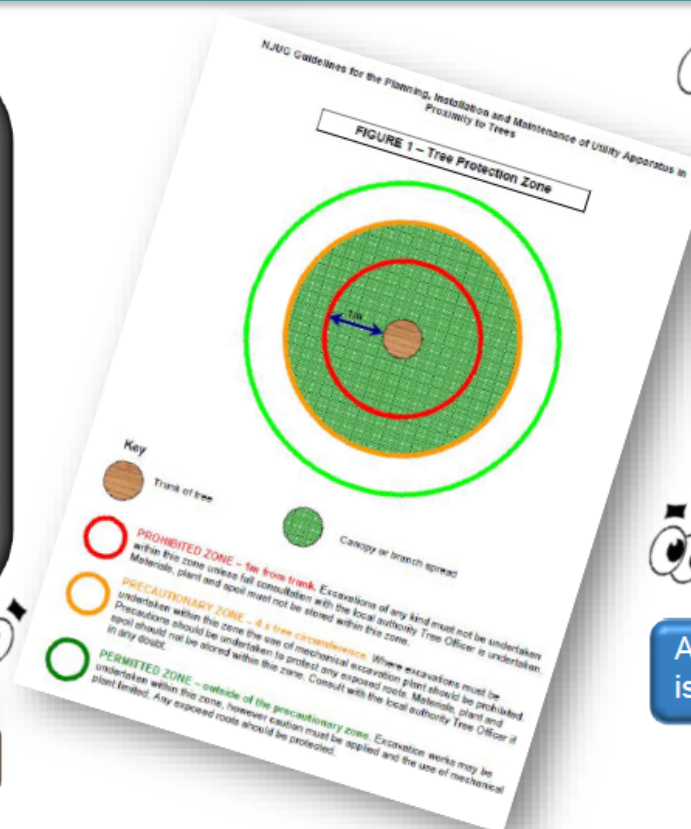 NJUG Guidelines for the Planning, Installation and Maintenance of Utility Apparatus in
Proximity to Trees
FIGURE 1 – Tree Protection Zone
1m
Key
Trunk of tree
Canopy or branch spread
PROHIBITED ZONE – 1m from trunk. Excavations of any kind must not be undertaken
within this zone unless full consultation with the local authority Tree Officer is undertaken.
Materials, plant and spoil must not be stored within this zone.
PRECAUTIONARY ZONE – 4 x tree circumference. Where excavations must be
undertaken within this zone the use of mechanical excavation plant should be prohibited.
Precautions should be undertaken to protect any exposed roots. Materials, plant and
spoil should not be stored within this zone. Consult with the local authority Tree Officer if
in any doubt.
PERMITTED ZONE – outside of the precautionary zone. Excavation works may be
undertaken within this zone, however caution must be applied and the use of mechanical
plant limited. Any exposed roots should be protected.
A
is